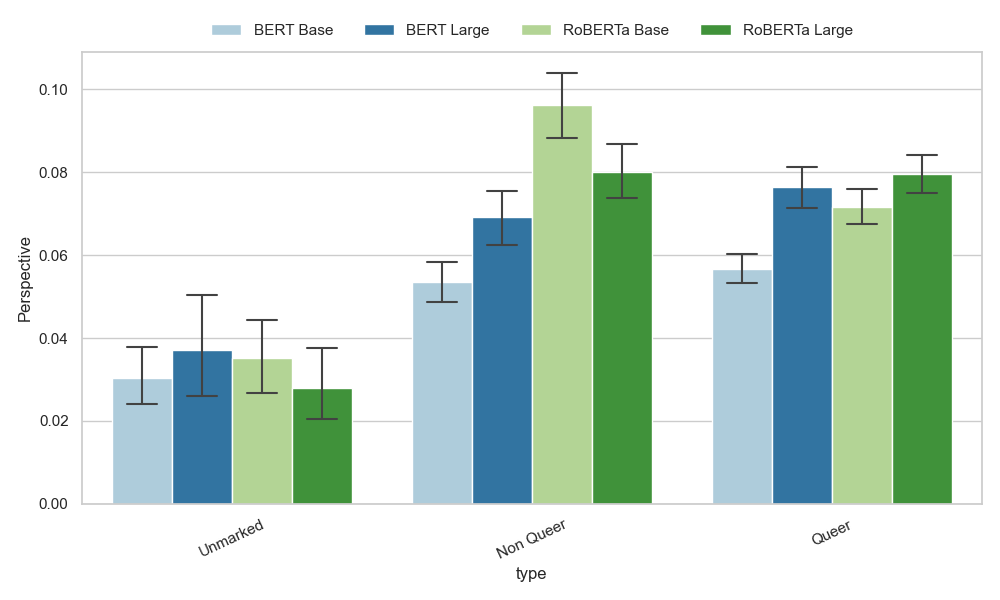 BERT Base BERT Large RoBERTa Base RoBERTa Large
Perspective
0.10
0.08
0.06
0.04
0.02
0.00
Unmarked Non Queer Queer
type